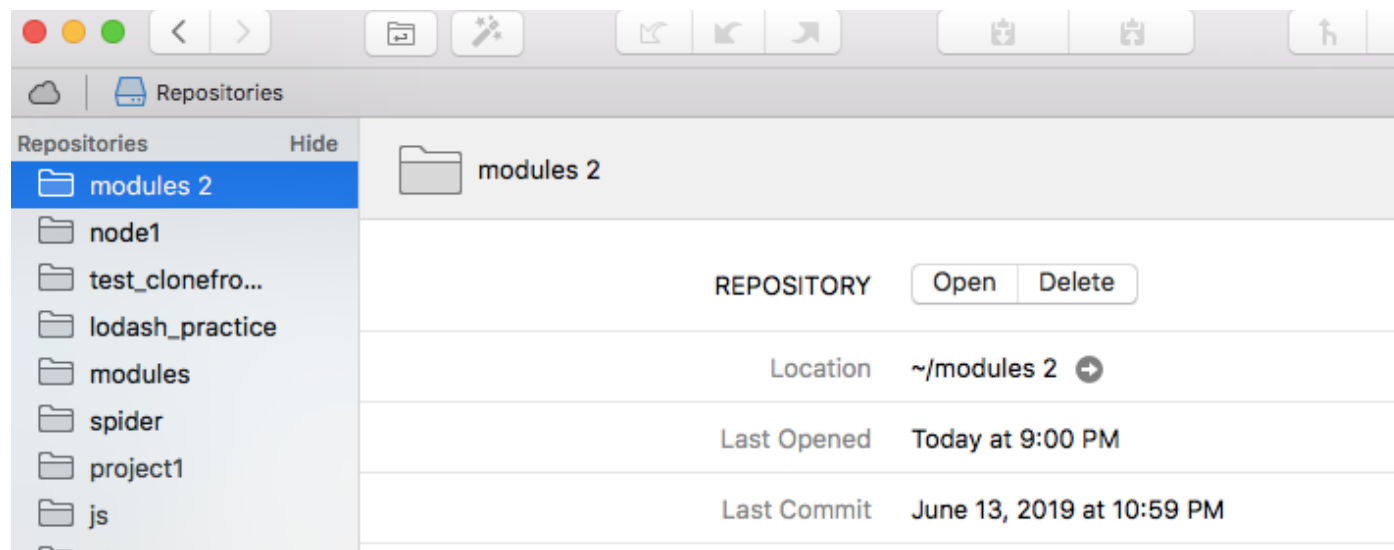 Repositories
Repositories Hide
modules 2
node1
test_clonefro...
lodash_practice
modules
spider
project1
js
modules 2
REPOSITORY Open Delete
Location ~/modules 2
Last Opened Today at 9:00 PM
Last Commit June 13, 2019 at 10:59 PM